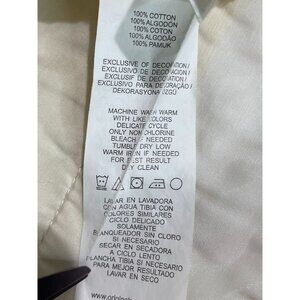 100% COTTON
100% ALGODÓN
100% COTON
100% ALGODÃO
100% PAMUK
EXCLUSIVE OF DECORATION/
EXCLUSIVO DE DECORACION/
EXCLUSIF DE DECORATION/
EXCLUSIVO PARA DECORAÇÃO/
DEKORASYONA ÖZGÜ
MACHINE WASH WARM
WITH LIKE COLORS
DELICATE CYCLE
ONLY NON CHLORINE
BLEACH IF NEEDED
TUMBLE DRY LOW
WARM IRON IF NEEDED
FOR BEST RESULT
DRY CLEAN
LAVAR EN LAVADORA
CON AGUA TIBIA CON
COLORES SIMILARES
CICLO DELICADO
SOLAMENTE
BLANQUEADOR SIN CLORO
SI NECESARIO
SECAR EN SECADORA
A CICLO LENTO
PLANCHA TIBIA SI NECESARIO
PARA MEJOR RESULTADO
LAVAR EN SECO